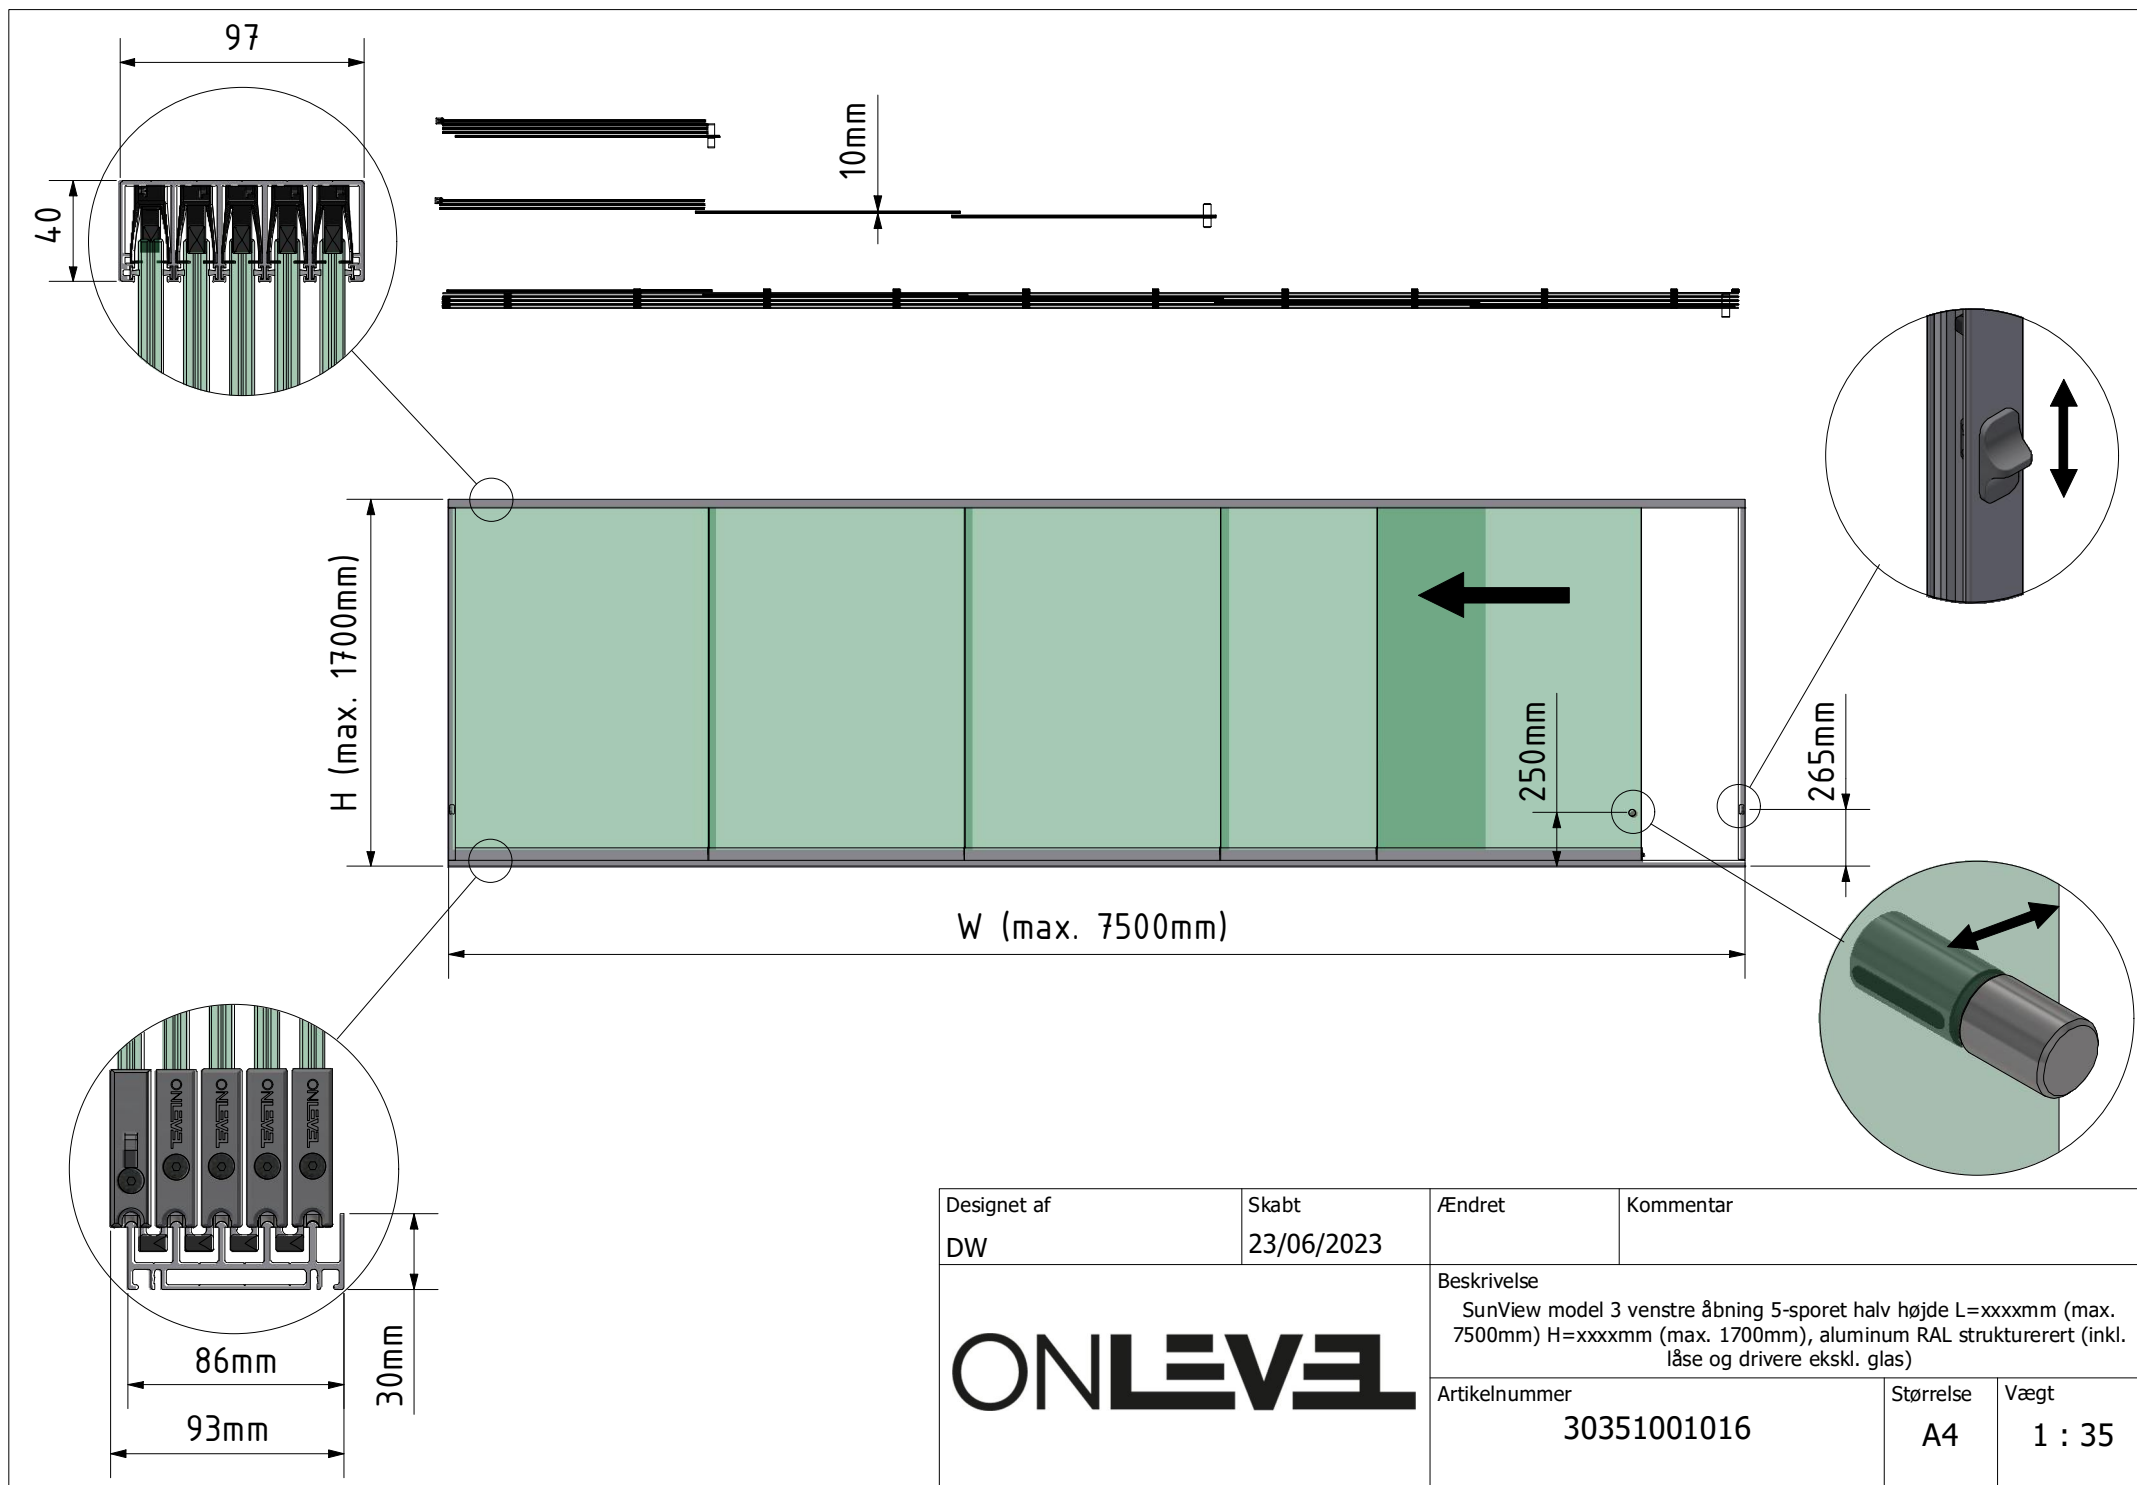 97
40
10mm
H (max. 1700mm)
250mm
265mm
W (max. 7500mm)
ONLEVEL
ONLEVEL
ONLEVEL
ONLEVEL
30mm
86mm
93mm
Designet af
DW
Skabt
23/06/2023
Ændret
Kommentar
ONLEVEL
Beskrivelse
SunView model 3 venstre åbning 5-sporet halv højde L=xxxxmm (max.
7500mm) H=xxxxmm (max. 1700mm), aluminum RAL strukturerert (inkl.
låse og drivere ekskl. glas)
Artikelnummer
30351001016
Størrelse
A4
Vægt
1 : 35